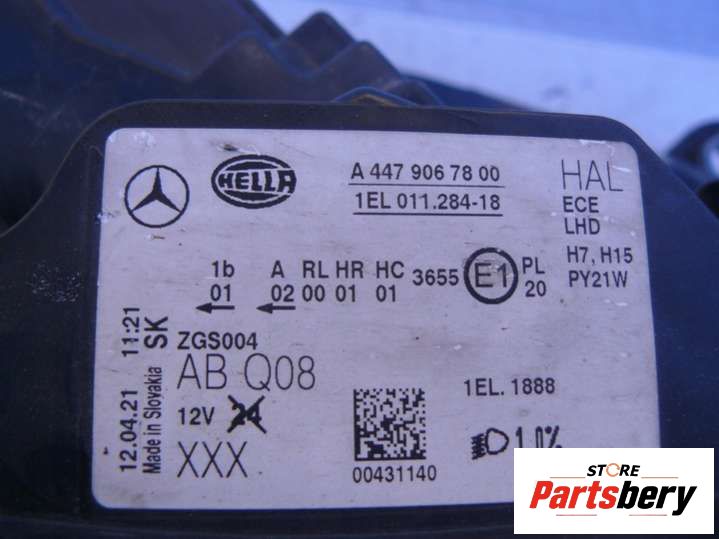 HELLA
A 447 906 78 00
1EL 011.284-18
HAL
ECE
LHD
H7, H15
PY21W
1b A RL HR HC
01 02 00 01 01
3655 E1 PL
20
12.04.21 11:21
Made in Slovakia SK
ZGS004
AB Q08
12V 24
XXX
00431140
1EL. 1888
1.0%
STORE
Partsbery